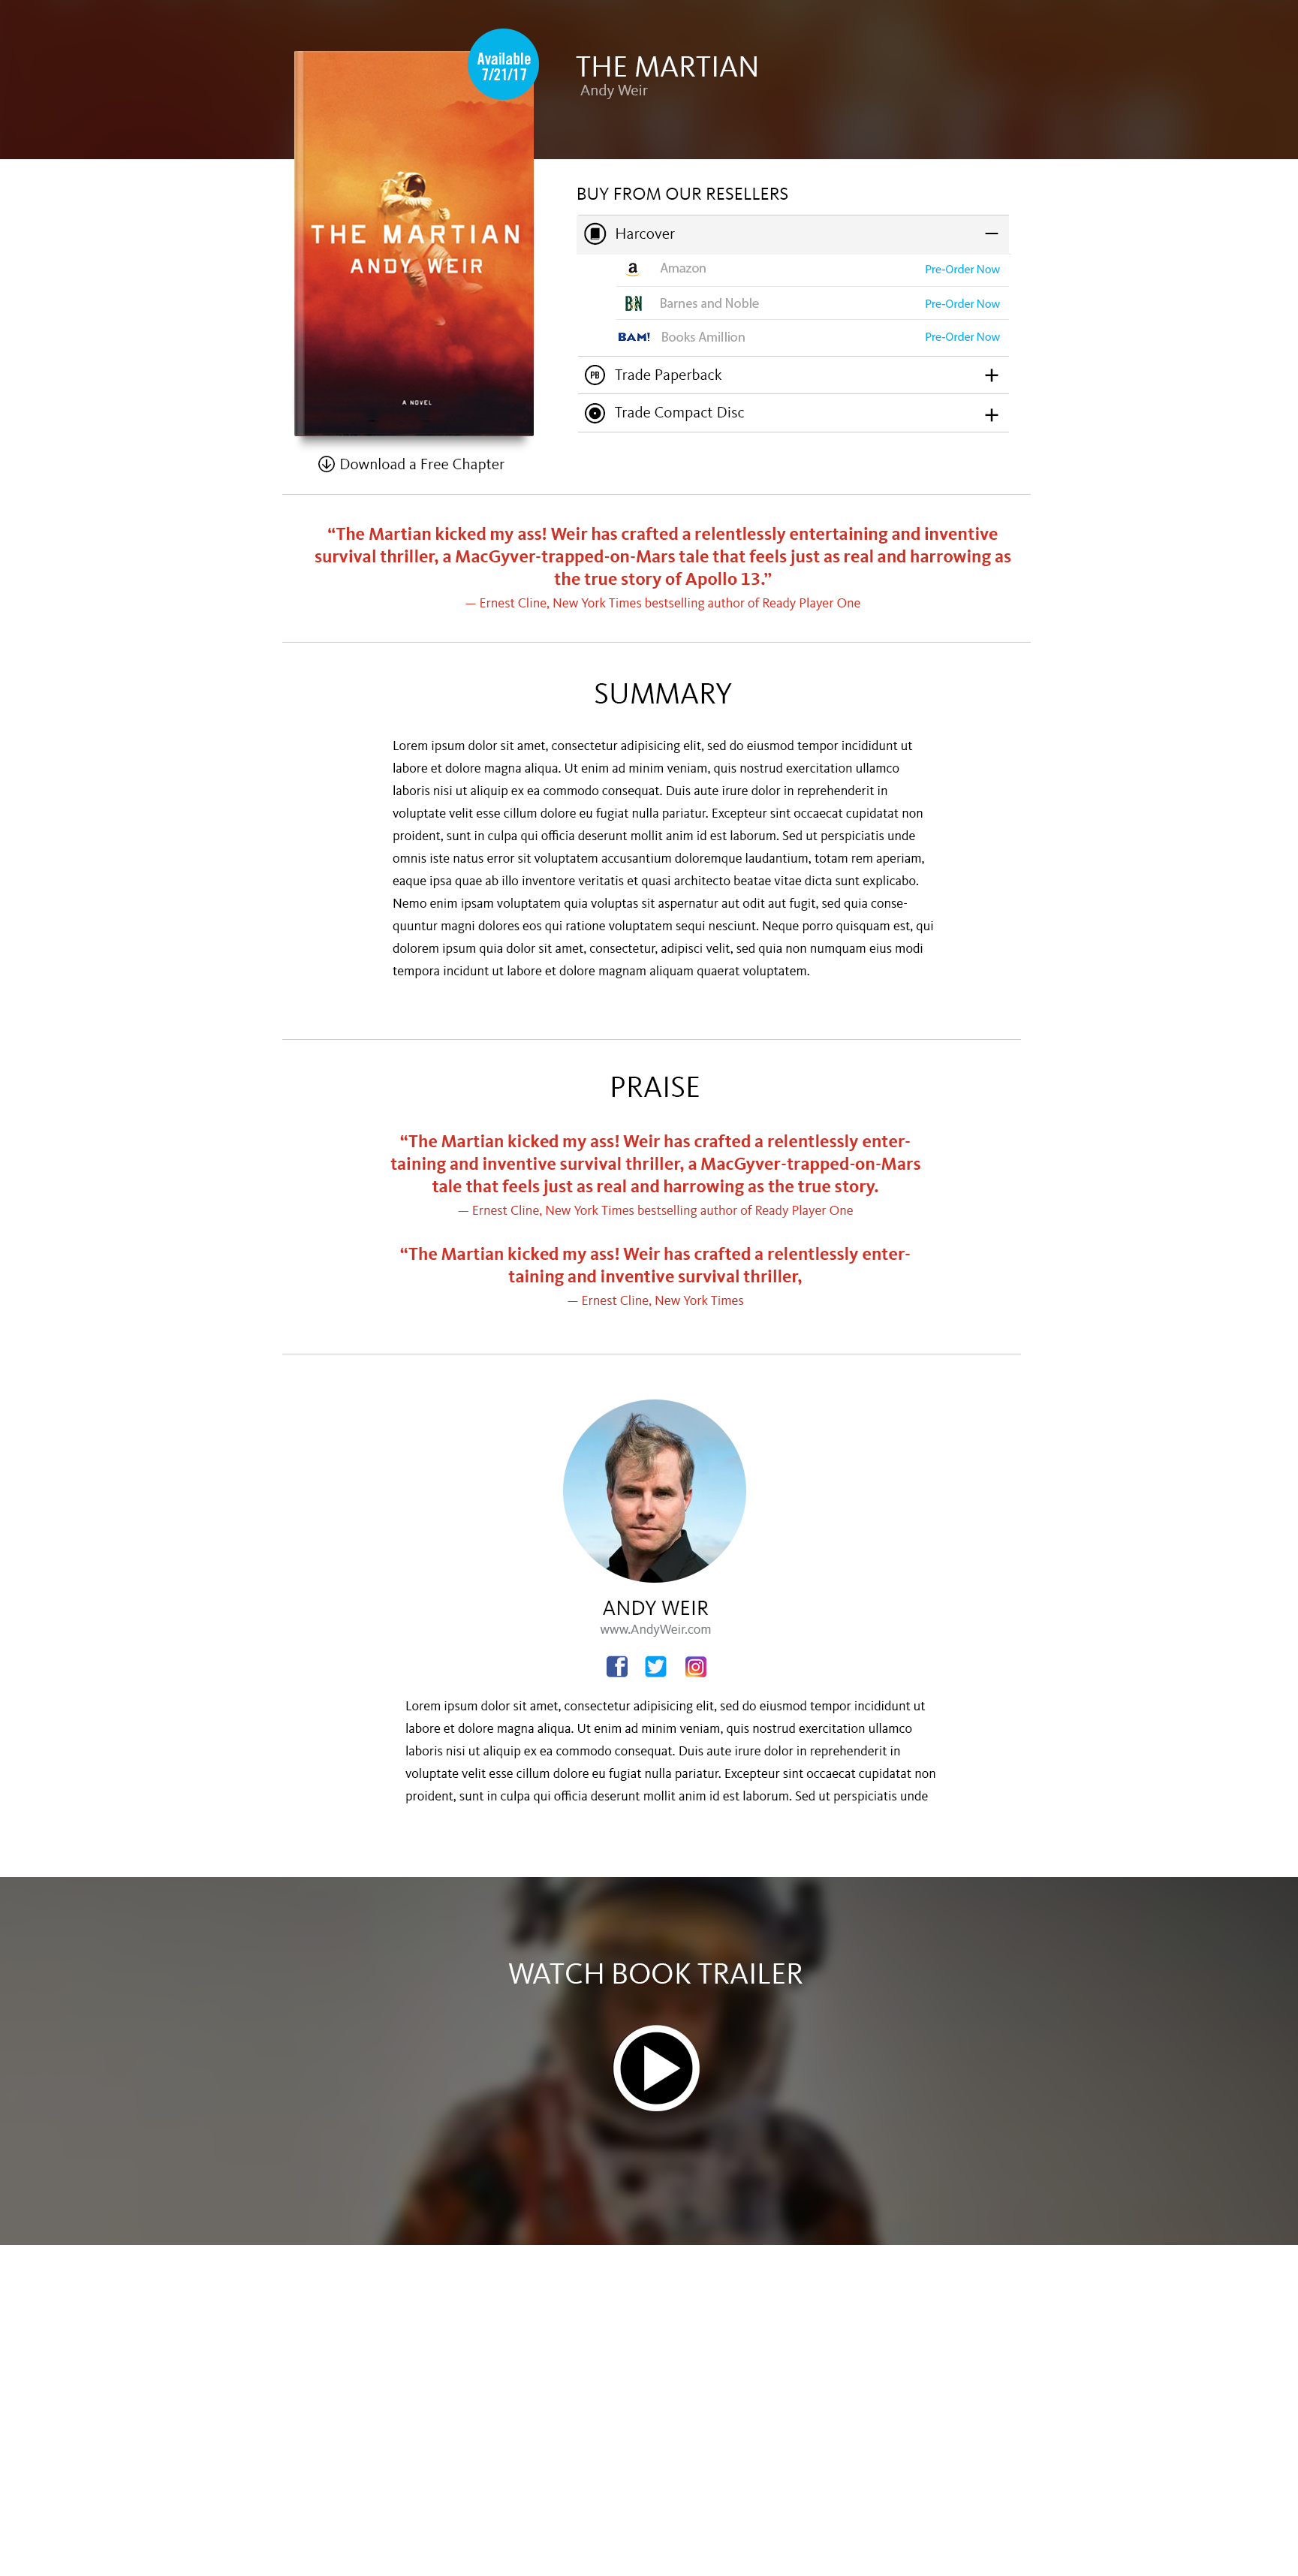 Available
7/21/17
THE MARTIAN
Andy Weir
THE MARTIAN
ANDY WEIR
A NOVEL
BUY FROM OUR RESELLERS
Harcover
a Amazon Pre-Order Now
BN Barnes and Noble Pre-Order Now
BAM! Books Amillion Pre-Order Now
PB Trade Paperback
Trade Compact Disc
Download a Free Chapter
“The Martian kicked my ass! Weir has crafted a relentlessly entertaining and inventive
survival thriller, a MacGyver-trapped-on-Mars tale that feels just as real and harrowing as
the true story of Apollo 13.”
— Ernest Cline, New York Times bestselling author of Ready Player One
SUMMARY
Lorem ipsum dolor sit amet, consectetur adipisicing elit, sed do eiusmod tempor incididunt ut
labore et dolore magna aliqua. Ut enim ad minim veniam, quis nostrud exercitation ullamco
laboris nisi ut aliquip ex ea commodo consequat. Duis aute irure dolor in reprehenderit in
voluptate velit esse cillum dolore eu fugiat nulla pariatur. Excepteur sint occaecat cupidatat non
proident, sunt in culpa qui officia deserunt mollit anim id est laborum. Sed ut perspiciatis unde
omnis iste natus error sit voluptatem accusantium doloremque laudantium, totam rem aperiam,
eaque ipsa quae ab illo inventore veritatis et quasi architecto beatae vitae dicta sunt explicabo.
Nemo enim ipsam voluptatem quia voluptas sit aspernatur aut odit aut fugit, sed quia conse-
quuntur magni dolores eos qui ratione voluptatem sequi nesciunt. Neque porro quisquam est, qui
dolorem ipsum quia dolor sit amet, consectetur, adipisci velit, sed quia non numquam eius modi
tempora incidunt ut labore et dolore magnam aliquam quaerat voluptatem.
PRAISE
“The Martian kicked my ass! Weir has crafted a relentlessly enter-
taining and inventive survival thriller, a MacGyver-trapped-on-Mars
tale that feels just as real and harrowing as the true story.
— Ernest Cline, New York Times bestselling author of Ready Player One
“The Martian kicked my ass! Weir has crafted a relentlessly enter-
taining and inventive survival thriller,
— Ernest Cline, New York Times
ANDY WEIR
www.AndyWeir.com
Lorem ipsum dolor sit amet, consectetur adipisicing elit, sed do eiusmod tempor incididunt ut
labore et dolore magna aliqua. Ut enim ad minim veniam, quis nostrud exercitation ullamco
laboris nisi ut aliquip ex ea commodo consequat. Duis aute irure dolor in reprehenderit in
voluptate velit esse cillum dolore eu fugiat nulla pariatur. Excepteur sint occaecat cupidatat non
proident, sunt in culpa qui officia deserunt mollit anim id est laborum. Sed ut perspiciatis unde
WATCH BOOK TRAILER